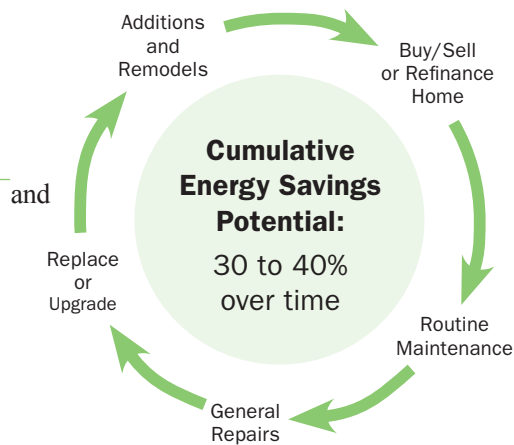 Additions
and
Remodels
Buy/Sell
or Refinance
Home
Cumulative
Energy Savings
Potential:
30 to 40%
over time
and
Replace
or
Upgrade
Routine
Maintenance
General
Repairs